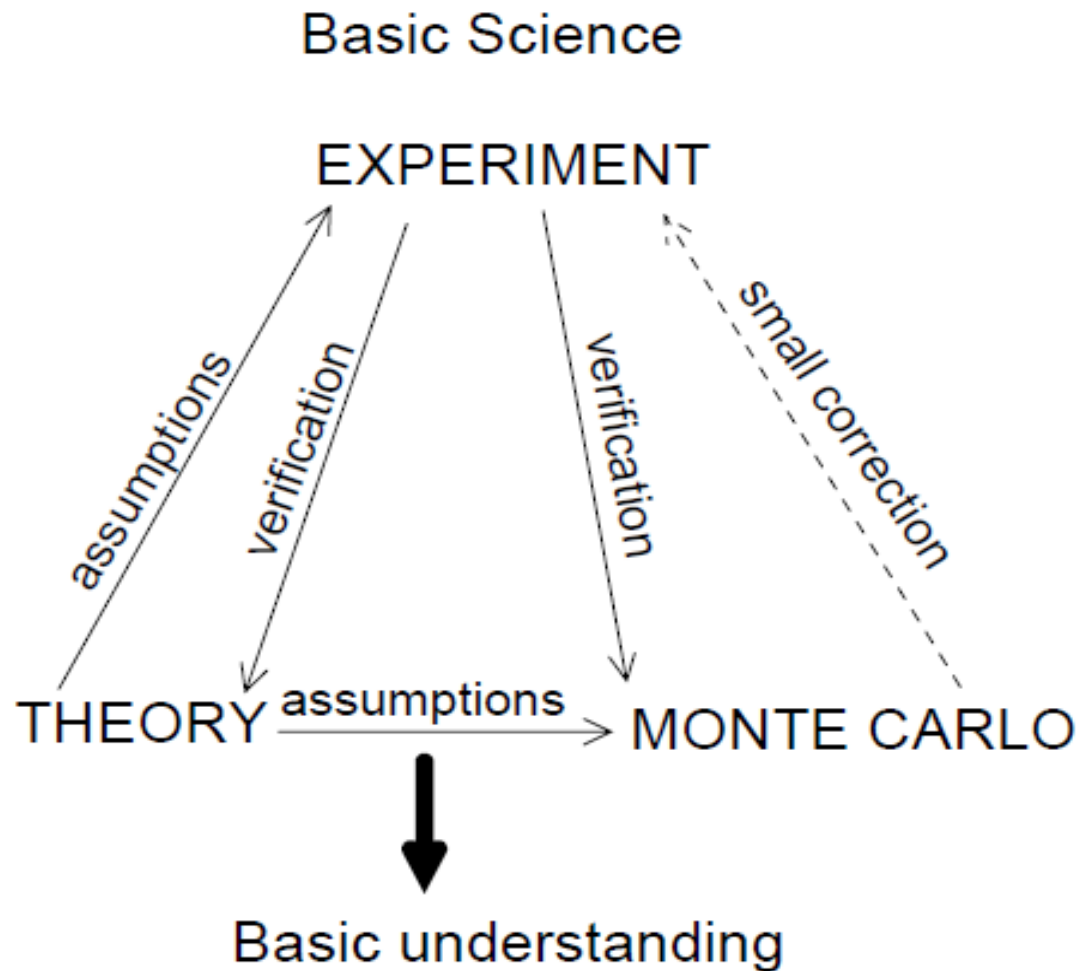 Basic Science
EXPERIMENT
assumptions
verification
verification
small correction
THEORY
assumptions
MONTE CARLO
Basic understanding